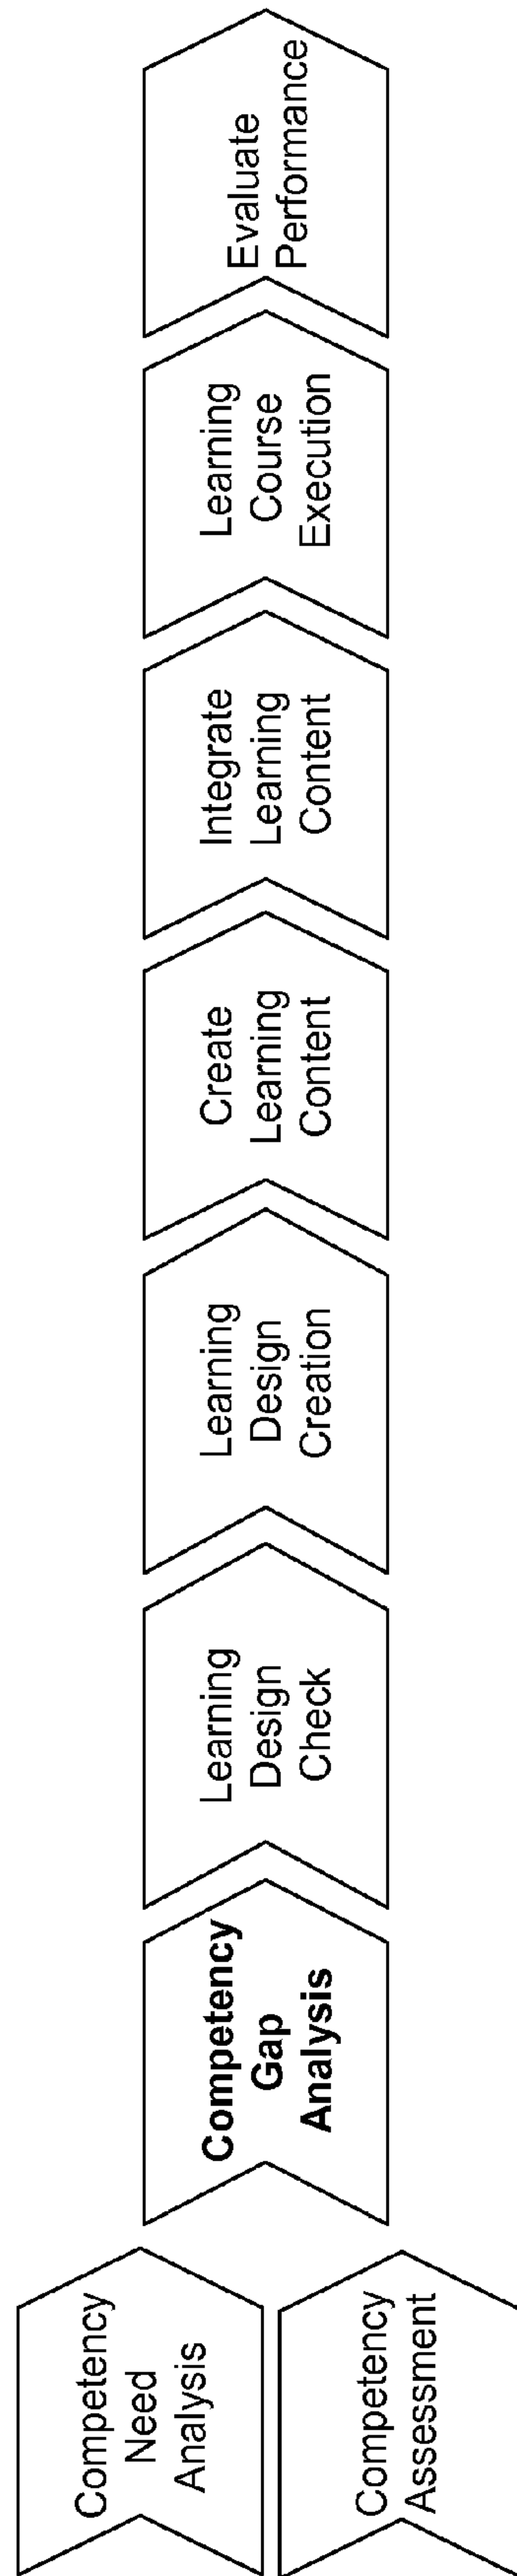 Competency
Need
Analysis
Competency
Assessment
Competency
Gap
Analysis
Learning
Design
Check
Learning
Design
Creation
Create
Learning
Content
Integrate
Learning
Content
Learning
Course
Execution
Evaluate
Performance